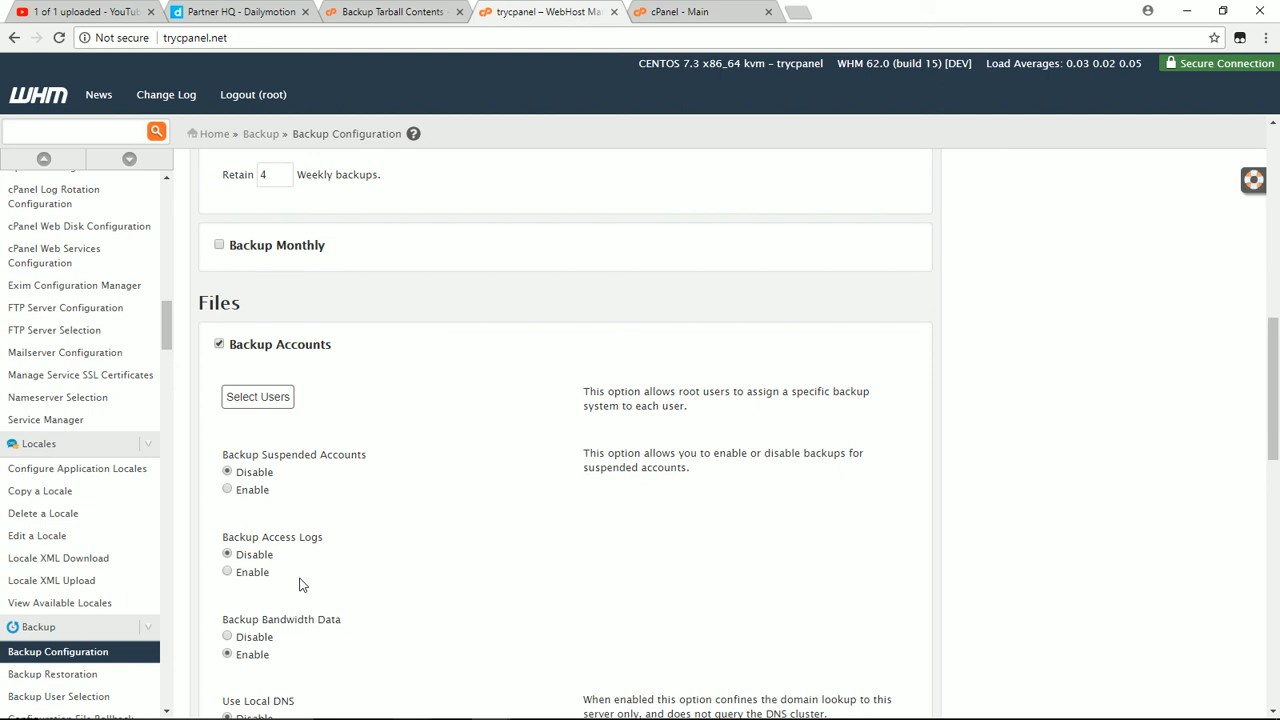 1 of 1 uploaded - YouTu
Partner HQ - Dailymotion
Backup Tarball Contents
trycpanel – WebHost Ma
cPanel - Main
Not secure
trycpanel.net
CENTOS 7.3 x86_64 kvm – trycpanel
WHM 62.0 (build 15) [DEV]
Load Averages: 0.03 0.02 0.05
Secure Connection
WHM
News
Change Log
Logout (root)
Home » Backup » Backup Configuration
cPanel Log Rotation
Configuration
cPanel Web Disk Configuration
cPanel Web Services
Configuration
Exim Configuration Manager
FTP Server Configuration
FTP Server Selection
Mailserver Configuration
Manage Service SSL Certificates
Nameserver Selection
Service Manager
Locales
Configure Application Locales
Copy a Locale
Delete a Locale
Edit a Locale
Locale XML Download
Locale XML Upload
View Available Locales
Backup
Backup Configuration
Backup Restoration
Backup User Selection
Configuration File Rollback
Retain 4 Weekly backups.
Backup Monthly
Files
Backup Accounts
Select Users
This option allows root users to assign a specific backup
system to each user.
Backup Suspended Accounts
Disable
Enable
This option allows you to enable or disable backups for
suspended accounts.
Backup Access Logs
Disable
Enable
Backup Bandwidth Data
Disable
Enable
Use Local DNS
Disable
When enabled this option confines the domain lookup to this
server only, and does not query the DNS cluster.